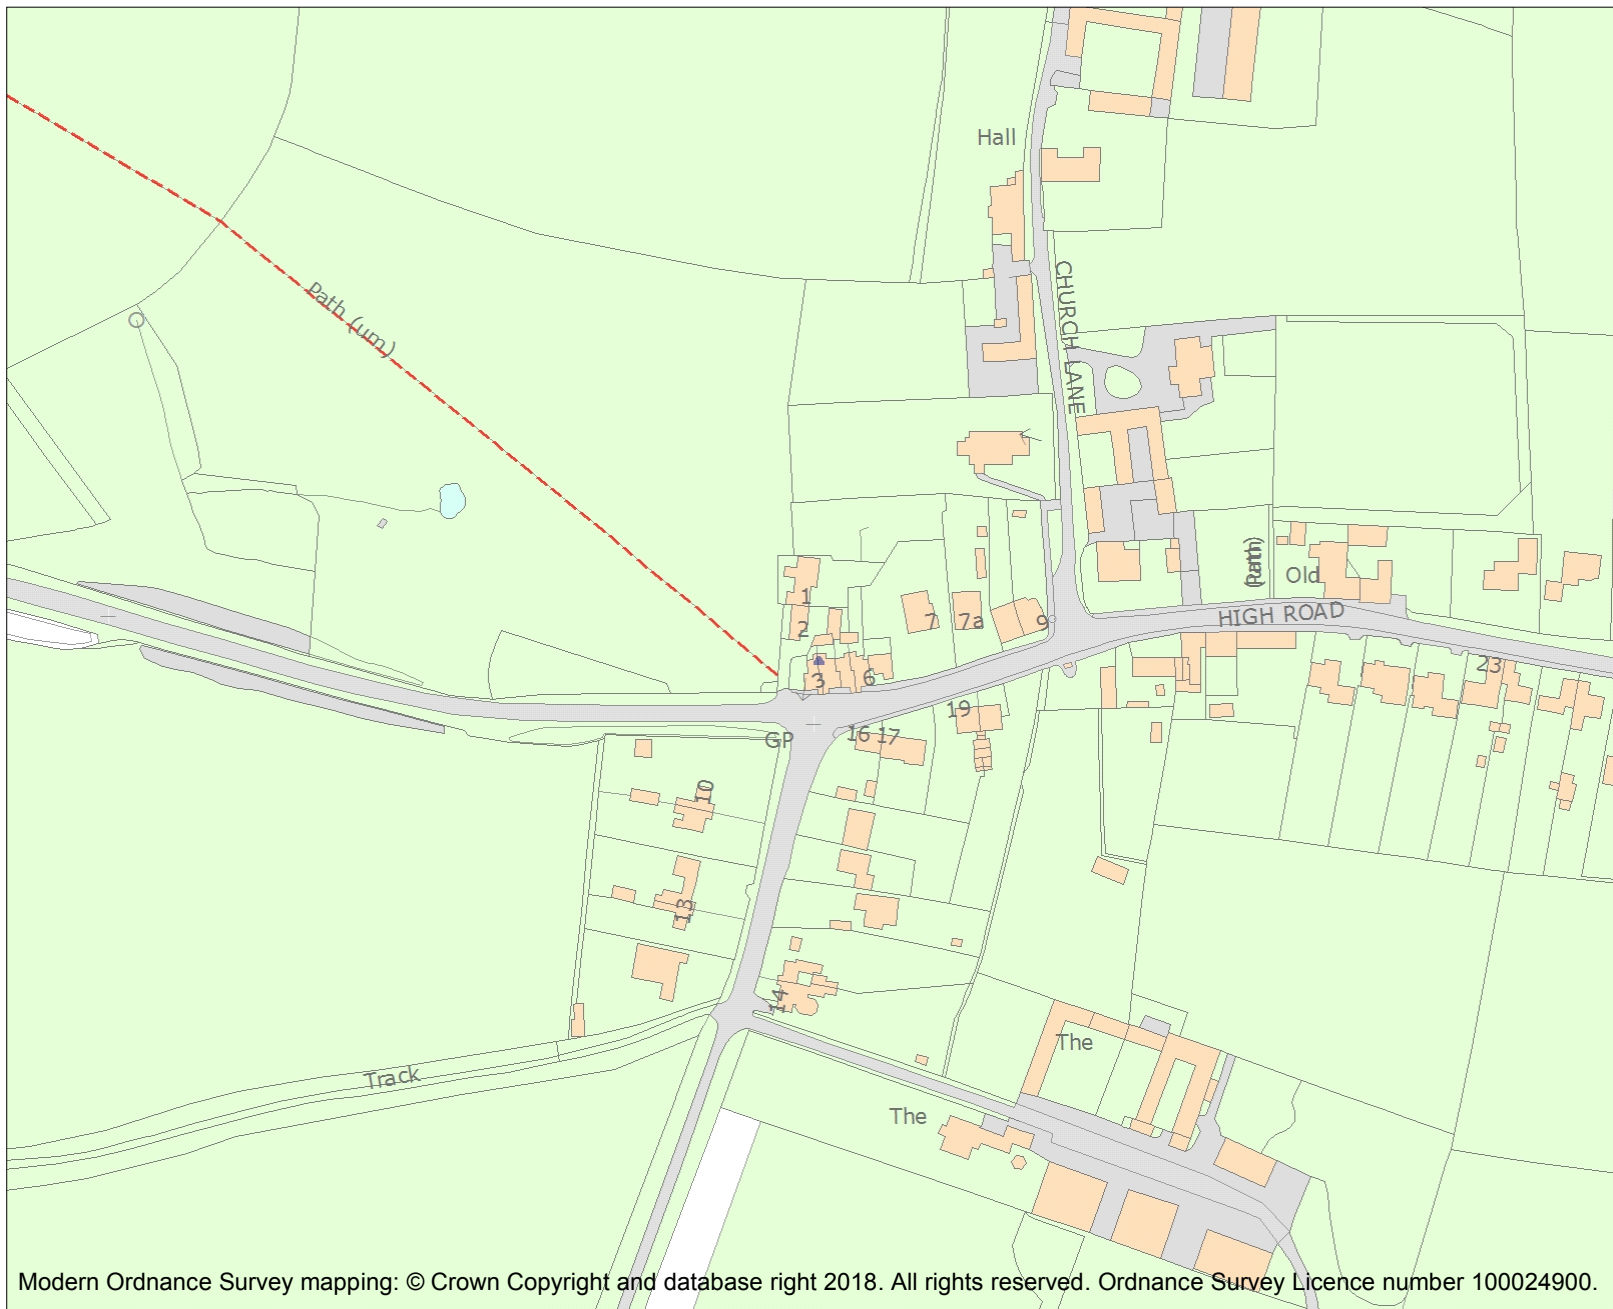 Hall
Path (um)
CHURCH LANE
(um)
Old
1
2
7
7a
9
HIGH ROAD
3
6
23
19
GP
16
17
10
13
14
The
Track
The
Modern Ordnance Survey mapping: © Crown Copyright and database right 2018. All rights reserved. Ordnance Survey Licence number 100024900.